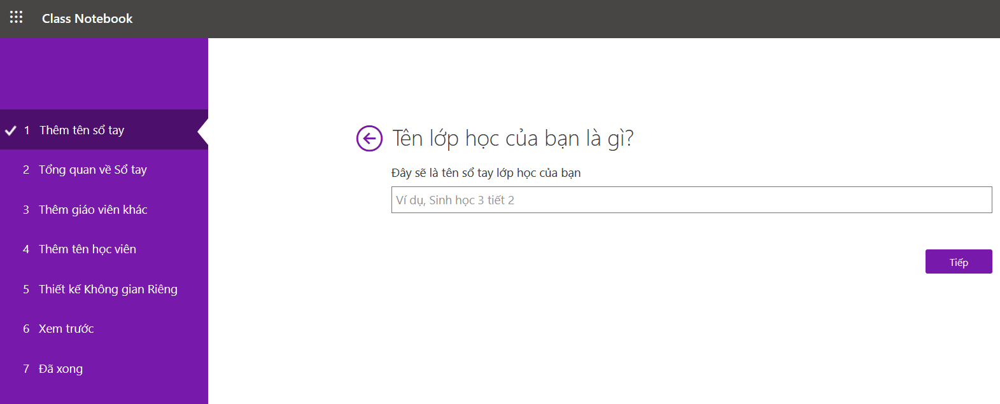 Class Notebook
1 Thêm tên sổ tay
2 Tổng quan về Sổ tay
3 Thêm giáo viên khác
4 Thêm tên học viên
5 Thiết kế Không gian Riêng
6 Xem trước
7 Đã xong
Tên lớp học của bạn là gì?
Đây sẽ là tên sổ tay lớp học của bạn
Ví dụ, Sinh học 3 tiết 2
Tiếp